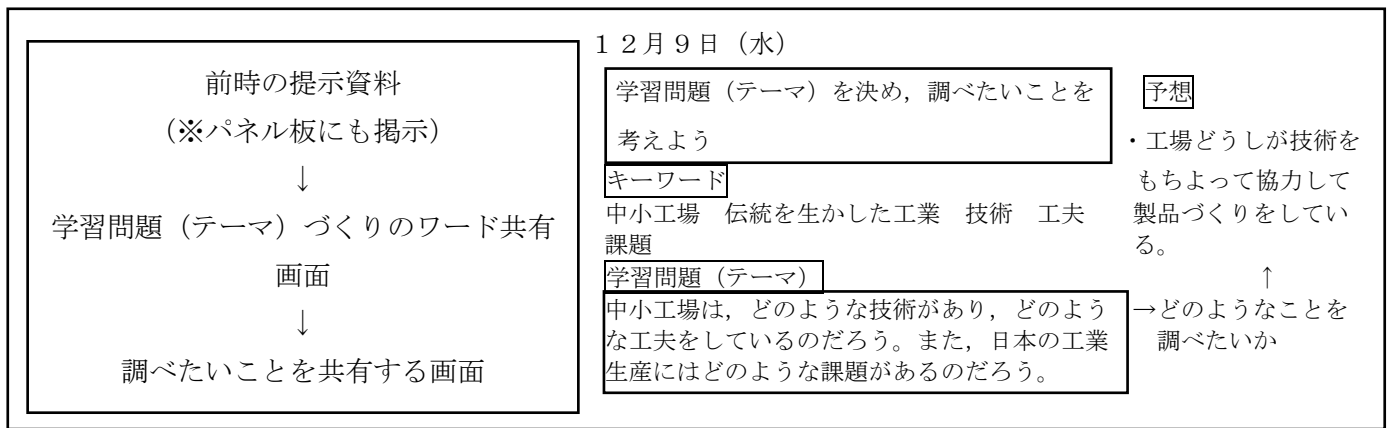 前時の提示資料
（※パネル板にも掲示）
↓
学習問題（テーマ）づくりのワード共有
画面
↓
調べたいことを共有する画面
１２月９日（水）
学習問題（テーマ）を決め，調べたいことを
考えよう
キーワード
中小工場　伝統を生かした工業　技術　工夫
課題
学習問題（テーマ）
中小工場は，どのような技術があり，どのよう
な工夫をしているのだろう。また，日本の工業
生産にはどのような課題があるのだろう。
予想
・工場どうしが技術を
もちよって協力して
製品づくりをしてい
る。
↑
→どのようなことを
調べたいか